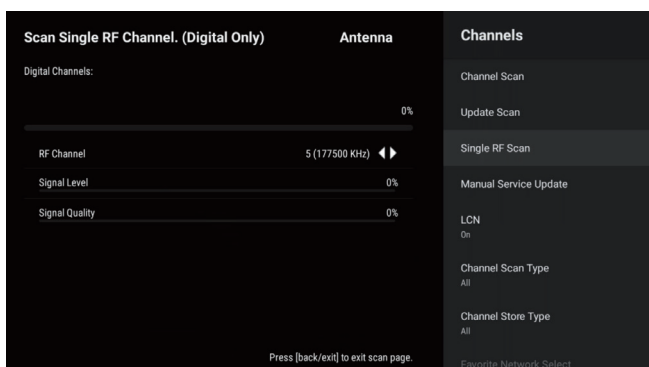 Scan Single RF Channel. (Digital Only) Antenna
Digital Channels:
0%
RF Channel 5 (177500 KHz)
Signal Level 0%
Signal Quality 0%
Press [back/exit] to exit scan page.
Channels
Channel Scan
Update Scan
Single RF Scan
Manual Service Update
LCN
On
Channel Scan Type
All
Channel Store Type
All
Favorite Network Select